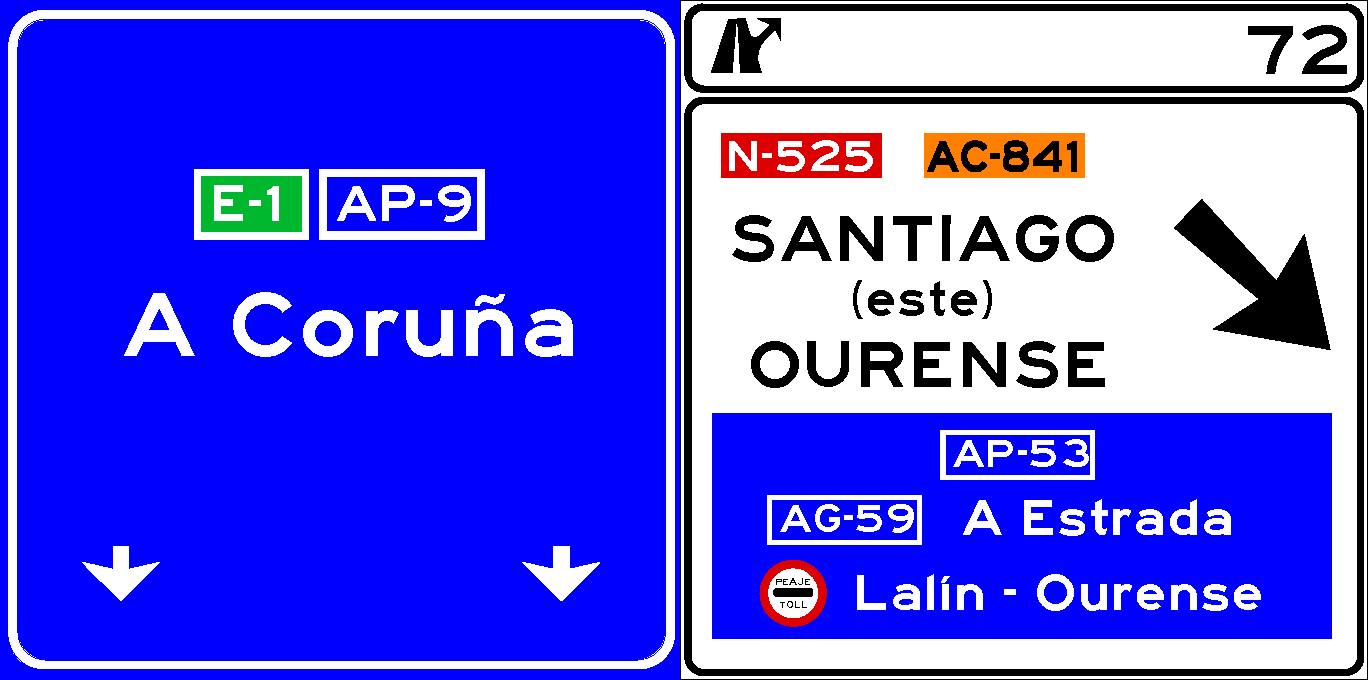 E-1 AP-9
A Coruña
72
N-525 AC-841
SANTIAGO
(este)
OURENSE
AP-53
AG-59 A Estrada
PEAJE
TOLL
Lalín - Ourense